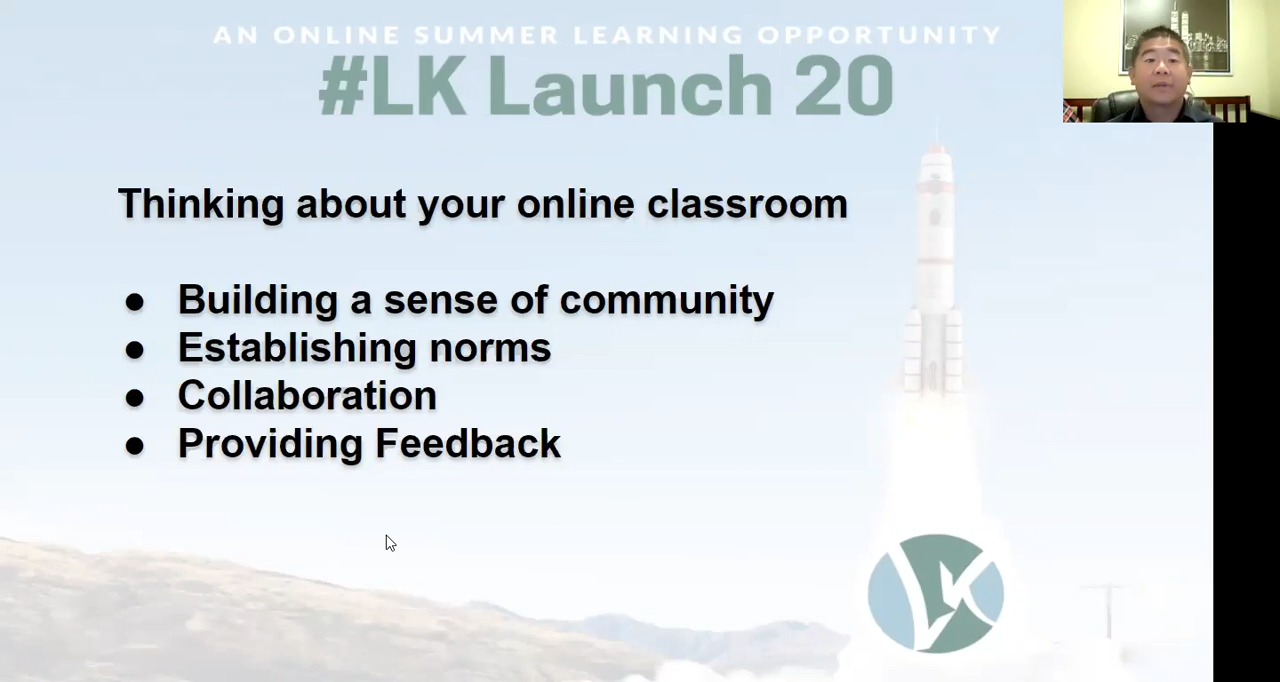 AN ONLINE SUMMER LEARNING OPPORTUNITY
#LK Launch 20
Thinking about your online classroom
● Building a sense of community
● Establishing norms
● Collaboration
● Providing Feedback
LK